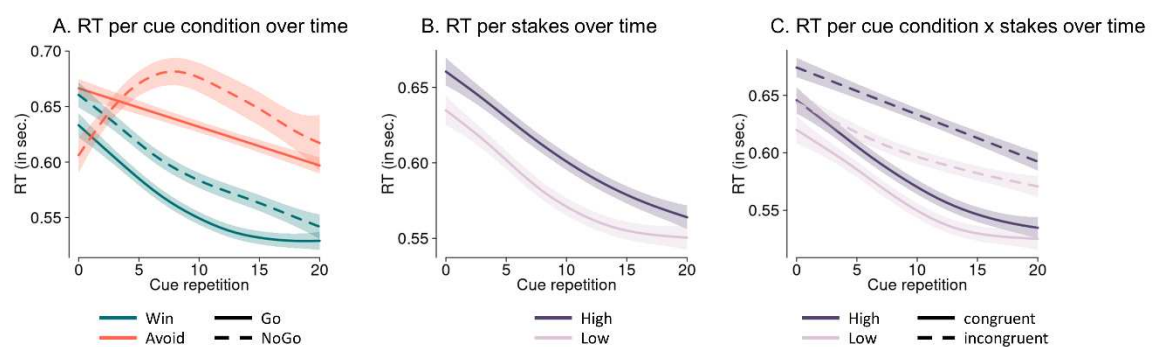 A. RT per cue condition over time
RT (in sec.)
0.70
0.65
0.60
0.55
0 5 10 15 20
Cue repetition
Win Go
Avoid NoGo
B. RT per stakes over time
RT (in sec.)
0.65
0.60
0.55
0 5 10 15 20
Cue repetition
High
Low
C. RT per cue condition x stakes over time
RT (in sec.)
0.65
0.60
0.55
0 5 10 15 20
Cue repetition
High congruent
Low incongruent